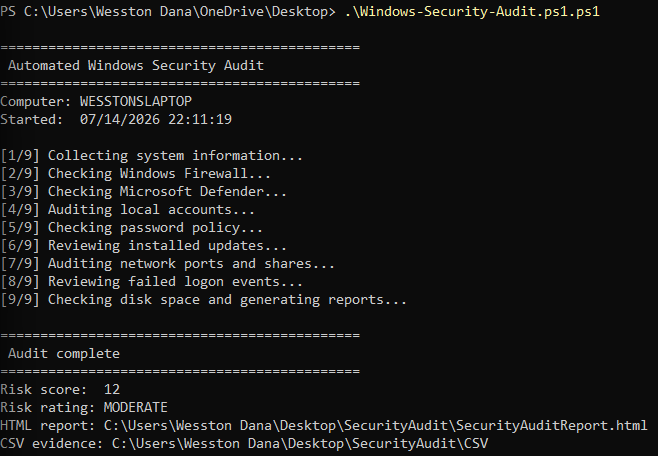 PS C:\Users\Wesston Dana\OneDrive\Desktop> .\Windows-Security-Audit.ps1.ps1
=============================================
Automated Windows Security Audit
=============================================
Computer: WESSTONSLAPTOP
Started:  07/14/2026 22:11:19
[1/9] Collecting system information...
[2/9] Checking Windows Firewall...
[3/9] Checking Microsoft Defender...
[4/9] Auditing local accounts...
[5/9] Checking password policy...
[6/9] Reviewing installed updates...
[7/9] Auditing network ports and shares...
[8/9] Reviewing failed logon events...
[9/9] Checking disk space and generating reports...
=============================================
Audit complete
=============================================
Risk score:  12
Risk rating: MODERATE
HTML report: C:\Users\Wesston Dana\Desktop\SecurityAudit\SecurityAuditReport.html
CSV evidence: C:\Users\Wesston Dana\Desktop\SecurityAudit\CSV